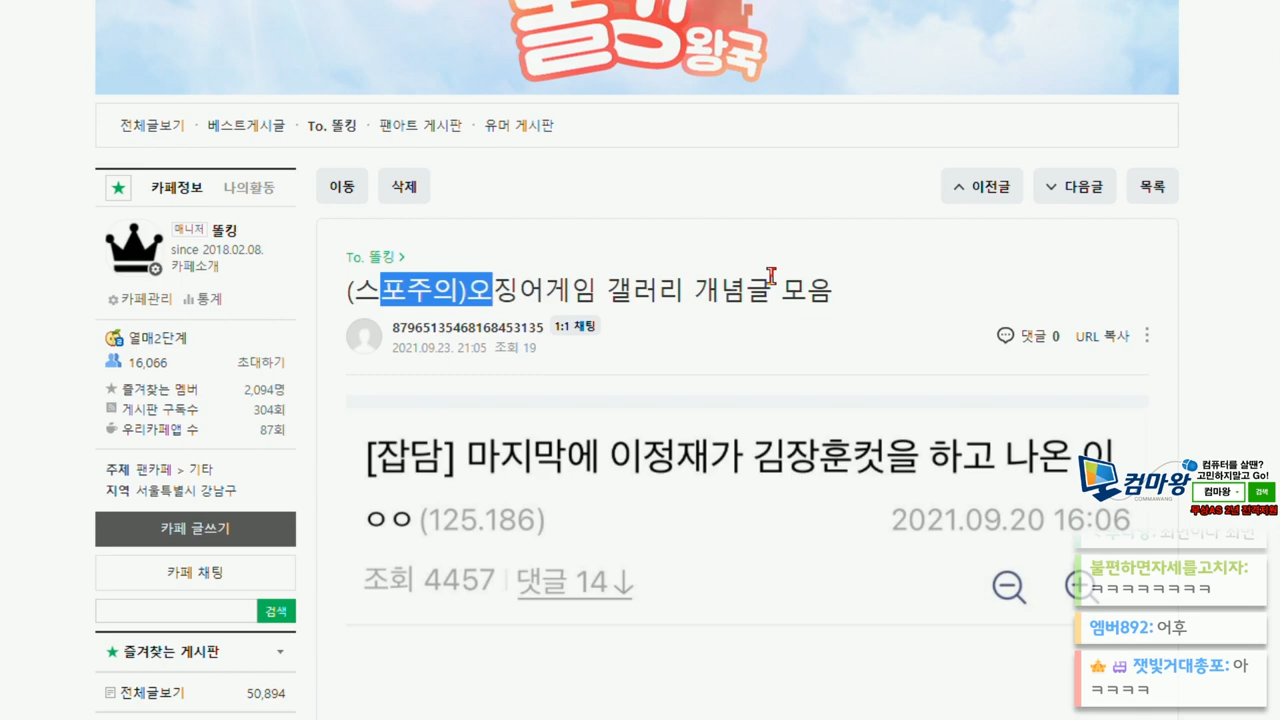 똘킹
왕국
전체글보기 · 베스트게시글 · To. 똘킹 · 팬아트 게시판 · 유머 게시판
카페정보 나의활동
이동 삭제
이전글 다음글 목록
매니저 똘킹
since 2018.02.08.
카페소개
카페관리 통계
열매2단계
16,066 초대하기
즐겨찾는 멤버 2,094명
게시판 구독수 304회
우리카페앱 수 87회
주제 팬카페 > 기타
지역 서울특별시 강남구
카페 글쓰기
카페 채팅
검색
즐겨찾는 게시판
전체글보기 50,894
To. 똘킹 >
(스포주의)오징어게임 갤러리 개념글 모음
87965135468168453135 1:1 채팅
2021.09.23. 21:05 조회 19
댓글 0 URL 복사
[잡담] 마지막에 이정재가 김장훈컷을 하고 나온 이
ㅇㅇ(125.186) 2021.09.20 16:06
조회 4457 댓글 14↓
컴마왕
COMMAWANG
컴퓨터를 살땐?
고민하지말고 Go!
컴마왕 검색
무상AS 2년 전격지원
불편하면자세를고치자:
ㅋㅋㅋㅋㅋㅋㅋㅋ
엠버892: 어후
잿빛거대총포: 아
ㅋㅋㅋㅋ